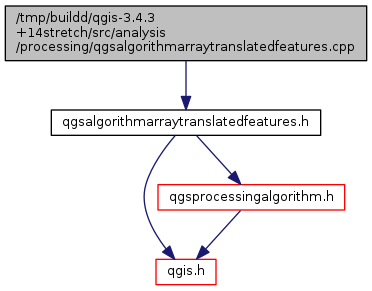 /tmp/buildd/qgis-3.4.3
+14stretch/src/analysis
/processing/qgsalgorithmarraytranslatedfeatures.cpp
qgsalgorithmarraytranslatedfeatures.h
qgsprocessingalgorithm.h
qgis.h